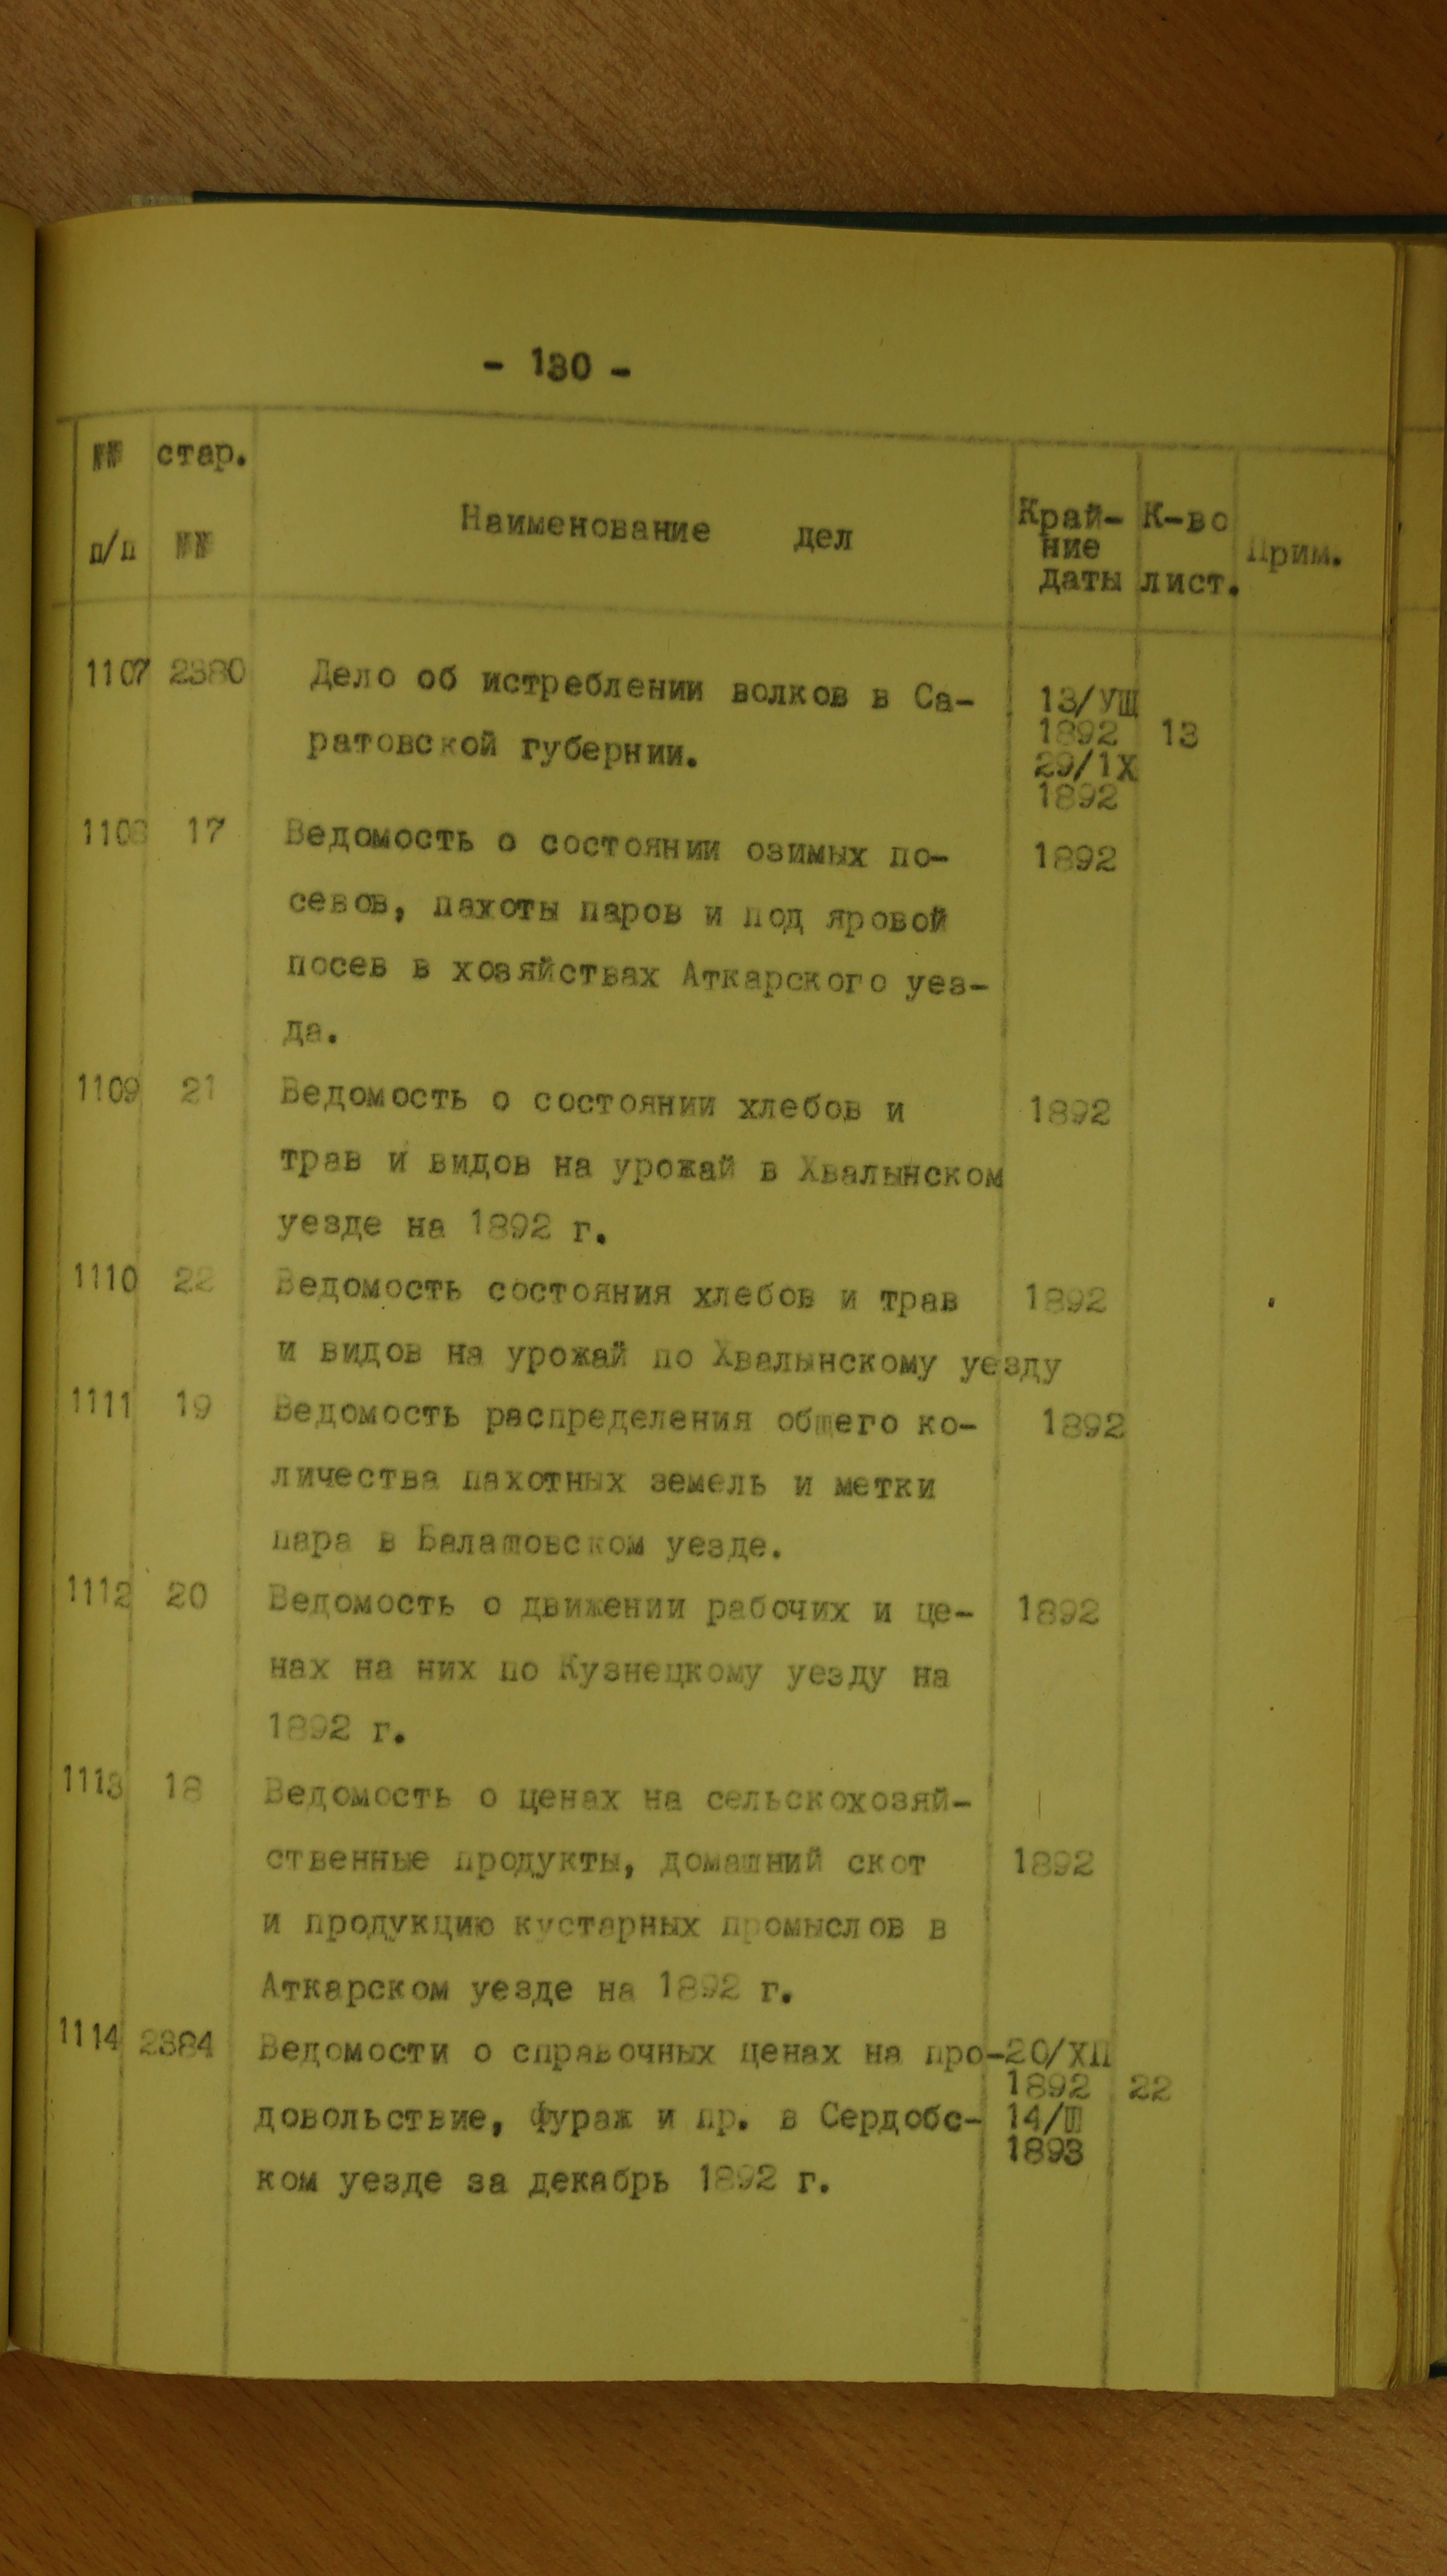 - 130 -
№№ стар.
п/п №№
Наименование дел
Край- К-во
ние
даты лист.
Прим.
1107 2380 Дело об истреблении волков в Са- 13/УШ
1892 13
ратовской губернии.
29/1Х
1892
1108 17 Ведомость о состоянии озимых по- 1892
севов, пахоты паров и под яровой
посев в хозяйствах Аткарского уез-
да.
1109 21 Ведомость о состоянии хлебов и 1892
трав и видов на урожай в Хвалынском
уезде на 1892 г.
1110 22 Ведомость состояния хлебов и трав 1892
и видов на урожай по Хвалынскому уезду
1111 19 Ведомость распределения общего ко- 1892
личества пахотных земель и метки
пара в Балашовском уезде.
1112 20 Ведомость о движении рабочих и це- 1892
нах на них по Кузнецкому уезду на
1892 г.
1113 18 Ведомость о ценах на сельскохозяй-
ственные продукты, домашний скот 1892
и продукцию кустарных промыслов в
Аткарском уезде на 1892 г.
1114 2384 Ведомости о справочных ценах на про- 20/ХП
1892 22
довольствие, фураж и пр. в Сердобс- 14/Ш
1893
ком уезде за декабрь 1892 г.